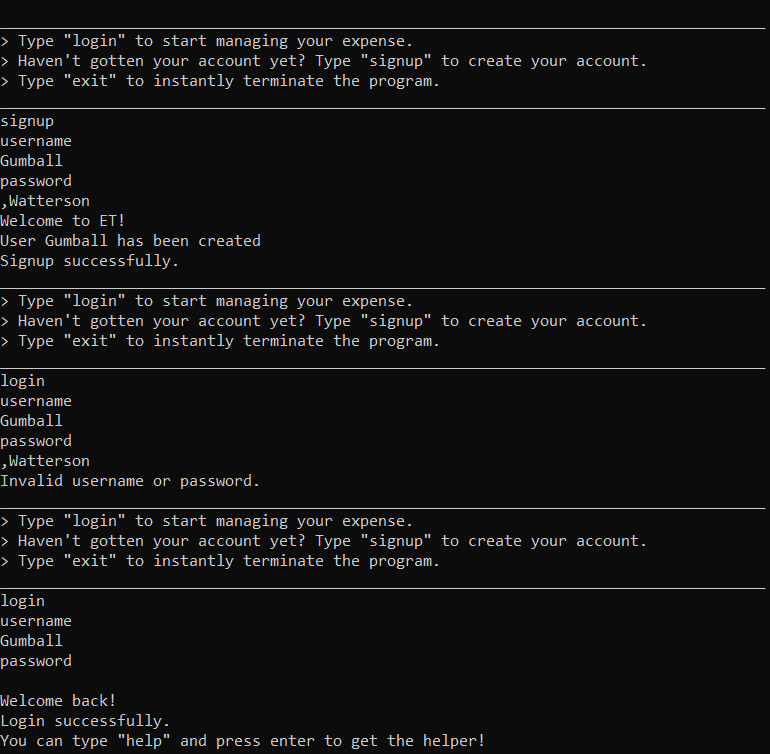 > Type "login" to start managing your expense.
> Haven't gotten your account yet? Type "signup" to create your account.
> Type "exit" to instantly terminate the program.
signup
username
Gumball
password
,Watterson
Welcome to ET!
User Gumball has been created
Signup successfully.
> Type "login" to start managing your expense.
> Haven't gotten your account yet? Type "signup" to create your account.
> Type "exit" to instantly terminate the program.
login
username
Gumball
password
,Watterson
Invalid username or password.
> Type "login" to start managing your expense.
> Haven't gotten your account yet? Type "signup" to create your account.
> Type "exit" to instantly terminate the program.
login
username
Gumball
password
Welcome back!
Login successfully.
You can type "help" and press enter to get the helper!